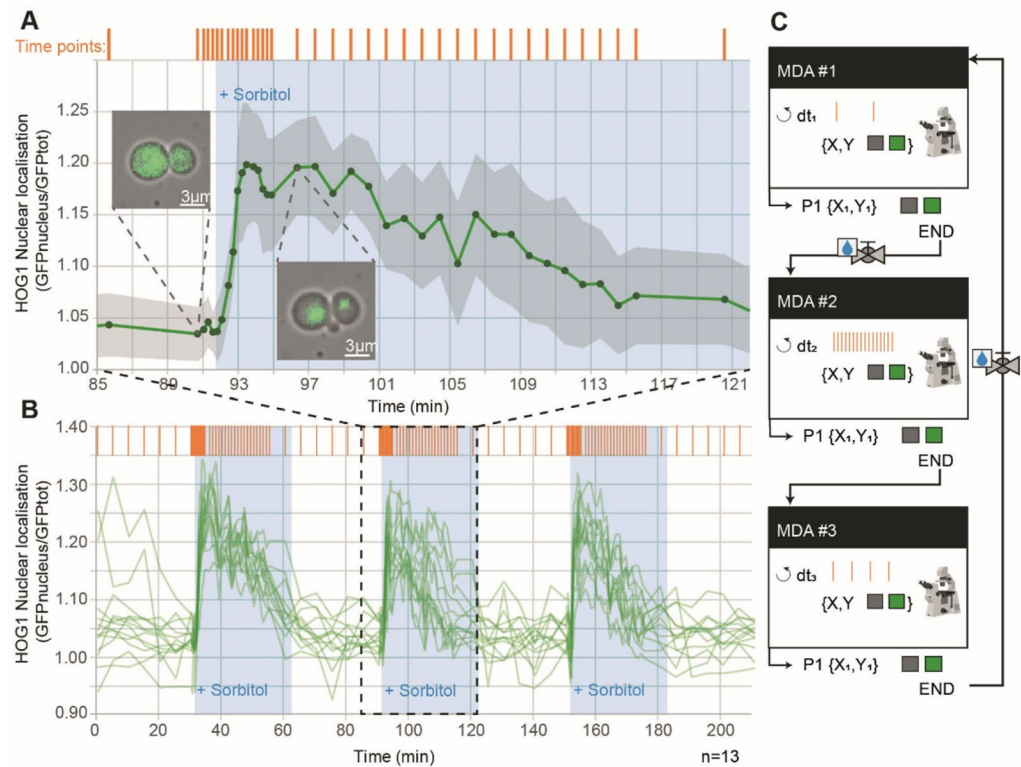 A
Time points:
HOG1 Nuclear localisation
(GFPnucleus/GFPtot)
1.25
1.20
1.15
1.10
1.05
1.00
+ Sorbitol
3μm
3μm
85 89 93 97 101 105 109 113 117 121
Time (min)
B
HOG1 Nuclear localisation
(GFPnucleus/GFPtot)
1.40
1.30
1.20
1.10
1.00
0.90
+ Sorbitol + Sorbitol + Sorbitol
0 20 40 60 80 100 120 140 160 180 200
Time (min)
n=13
C
MDA #1
dt₁
{X,Y }
P1 {X₁,Y₁}
END
MDA #2
dt₂
{X,Y }
P1 {X₁,Y₁}
END
MDA #3
dt₃
{X,Y }
P1 {X₁,Y₁}
END